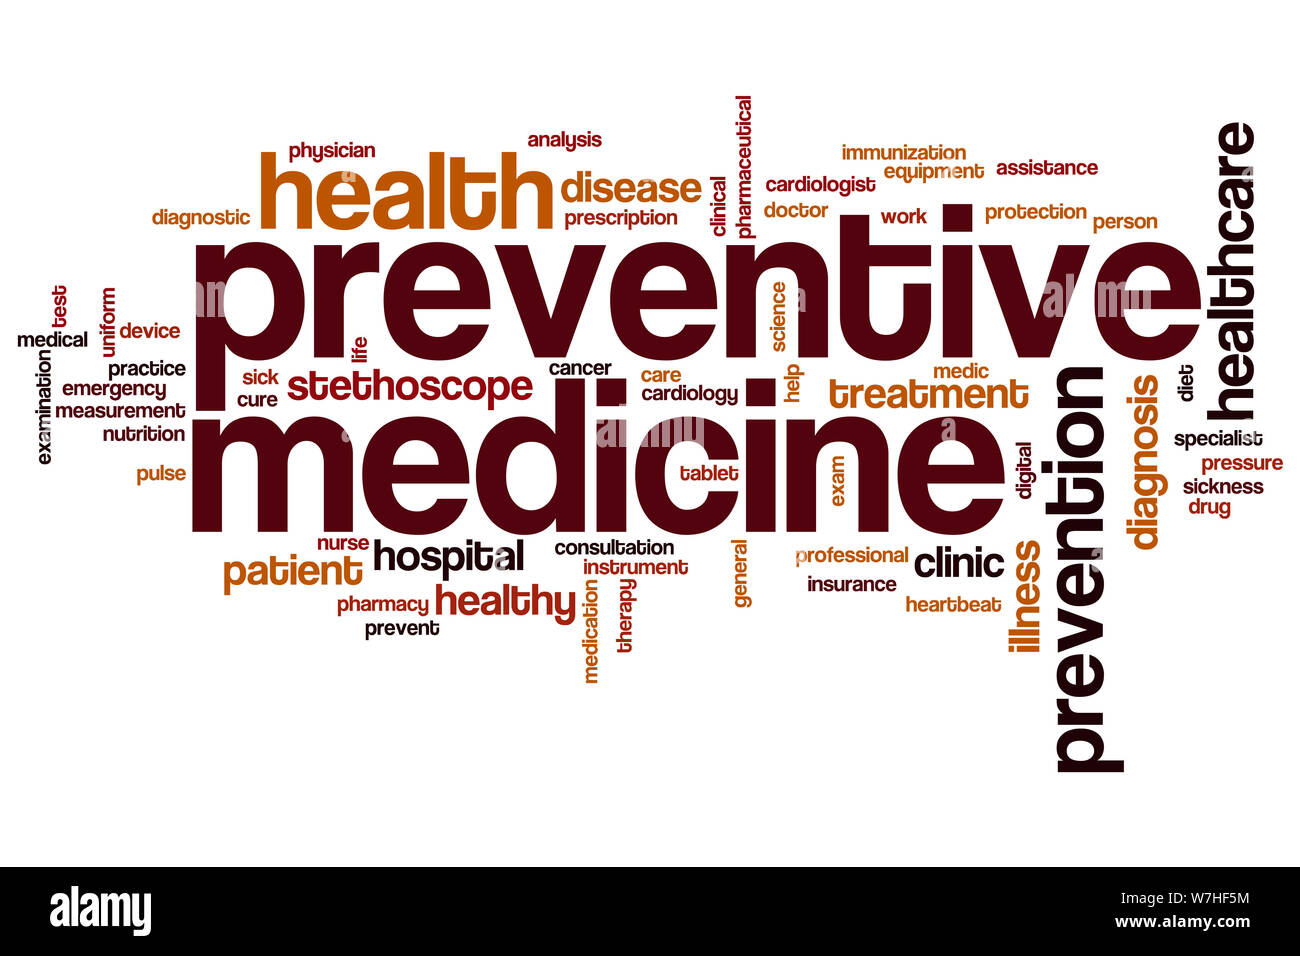 physician
analysis
health
disease
diagnostic
prescription
clinical
pharmaceutical
immunization
equipment
assistance
cardiologist
doctor
work
protection
person
healthcare
preventive
test
uniform
device
medical
life
science
examination
practice
emergency
measurement
nutrition
sick
cure
stethoscope
cancer
care
cardiology
help
medic
treatment
diet
prevention
diagnosis
medicine
pulse
tablet
exam
digital
specialist
pressure
sickness
drug
nurse
hospital
consultation
instrument
patient
general
professional
clinic
insurance
illness
pharmacy
healthy
prevent
medication
therapy
heartbeat
alamy
Image ID: W7HF5M
www.alamy.com